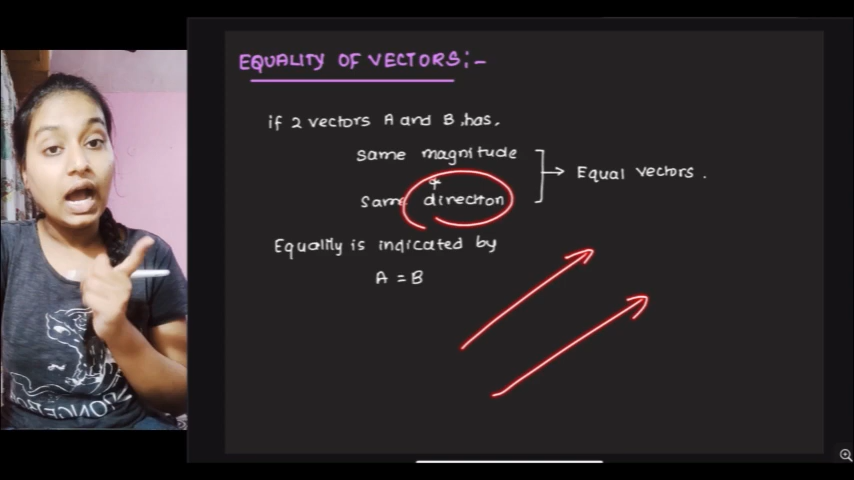 EQUALITY OF VECTORS:-
if 2 vectors A and B, has,
same magnitude
&
same direction
Equal vectors.
Equality is indicated by
A = B